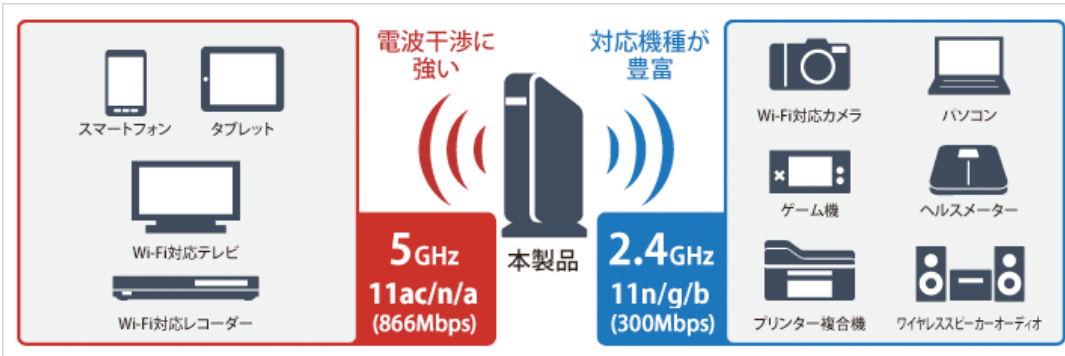 電波干渉に
強い
対応機種が
豊富
スマートフォン
タブレット
Wi-Fi対応テレビ
Wi-Fi対応レコーダー
5GHz
11ac/n/a
(866Mbps)
本製品
2.4GHz
11n/g/b
(300Mbps)
Wi-Fi対応カメラ
パソコン
ゲーム機
ヘルスメーター
プリンター複合機
ワイヤレススピーカーオーディオ